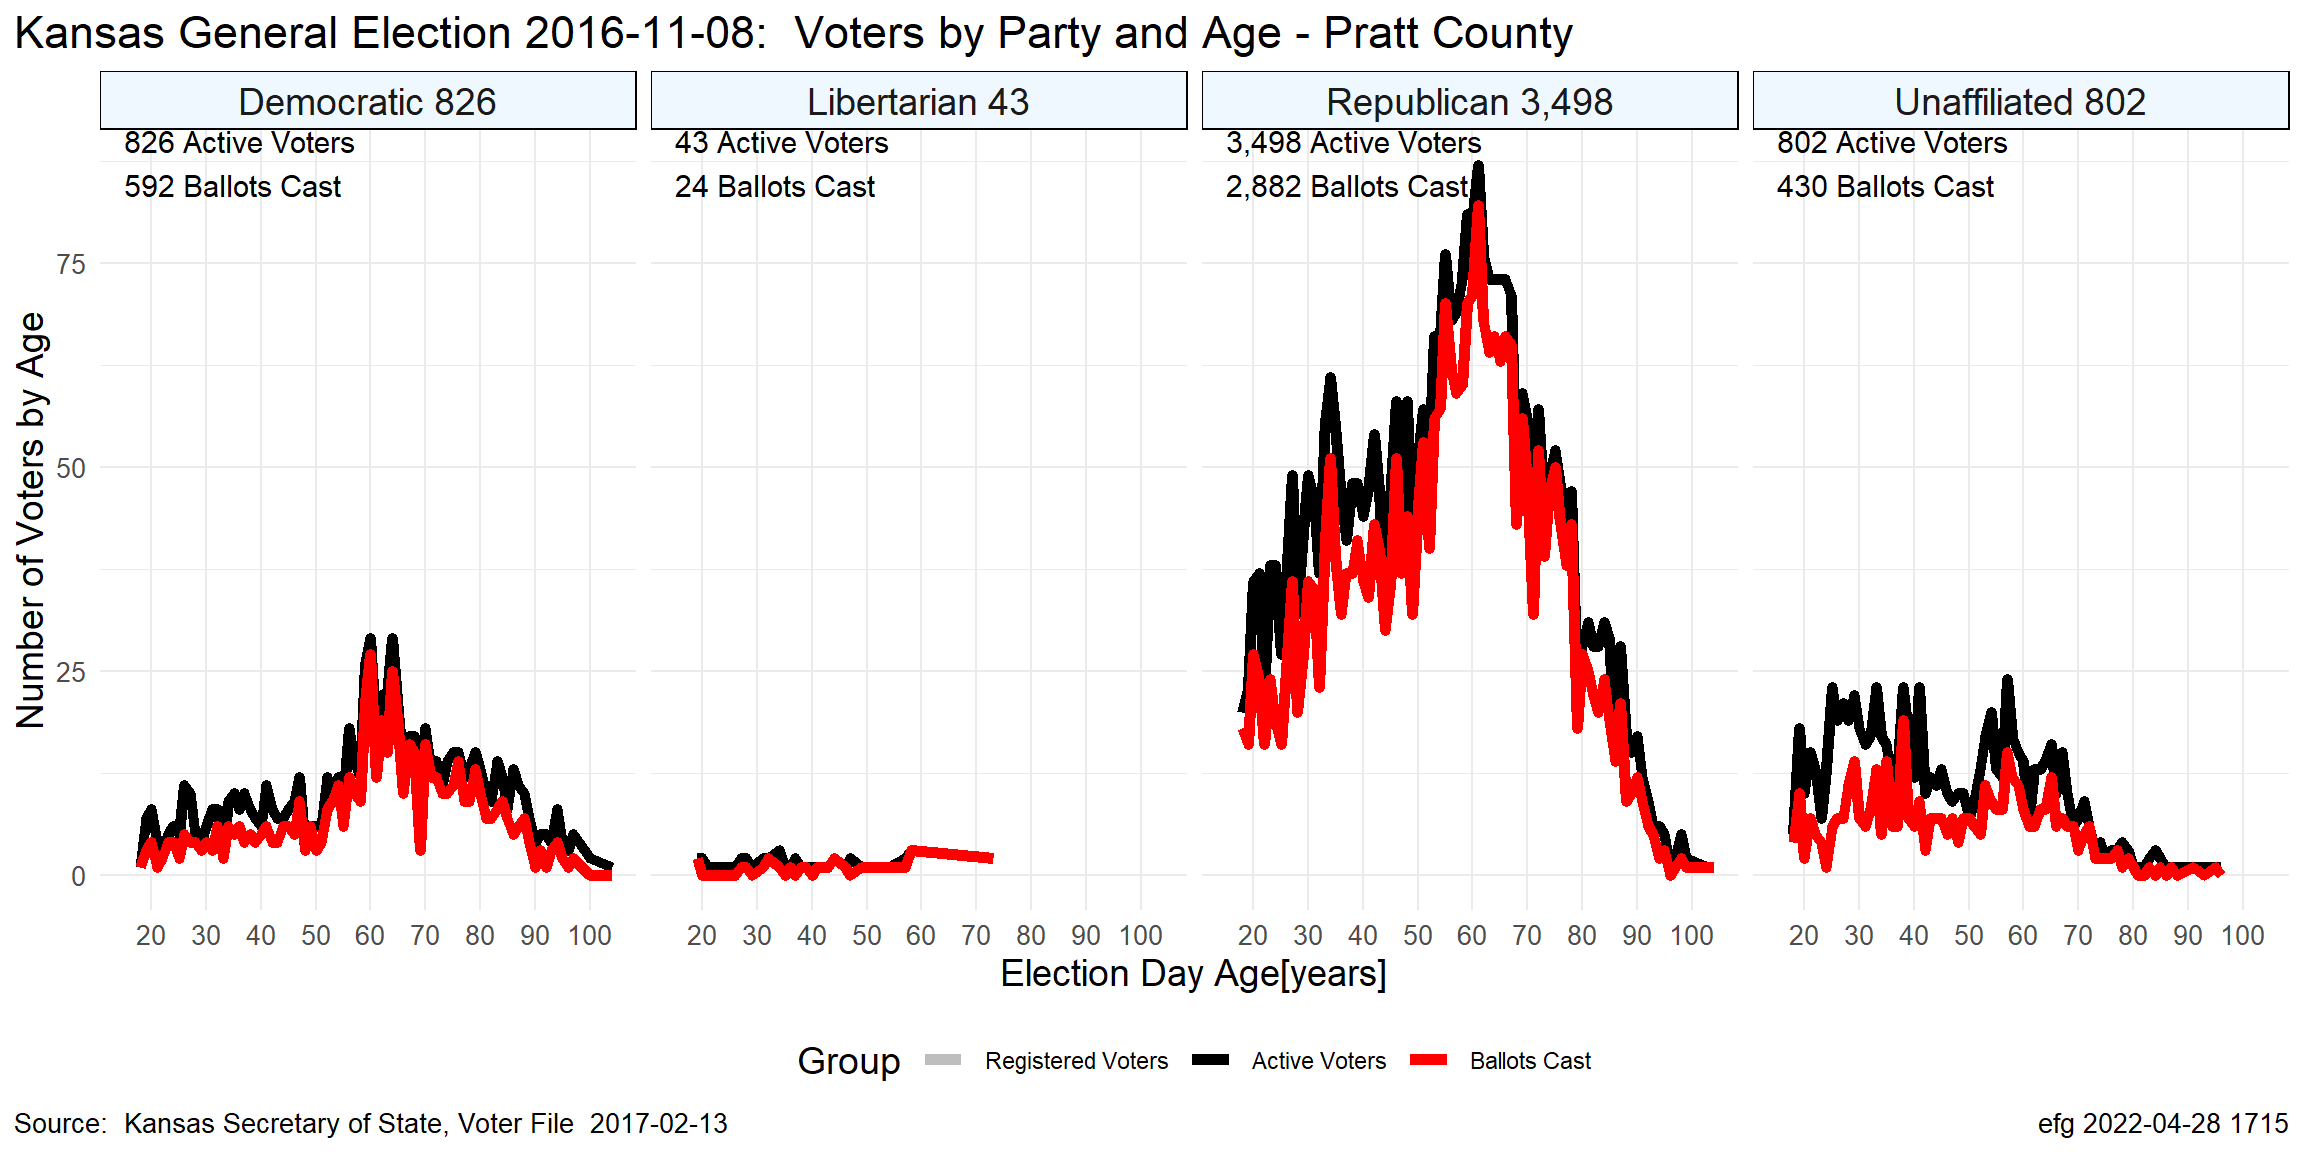 Kansas General Election 2016-11-08:  Voters by Party and Age - Pratt County
Democratic 826
Libertarian 43
Republican 3,498
Unaffiliated 802
826 Active Voters
592 Ballots Cast
43 Active Voters
24 Ballots Cast
3,498 Active Voters
2,882 Ballots Cast
802 Active Voters
430 Ballots Cast
Number of Voters by Age
75
50
25
0
20 30 40 50 60 70 80 90 100
20 30 40 50 60 70 80 90 100
20 30 40 50 60 70 80 90 100
20 30 40 50 60 70 80 90 100
Election Day Age[years]
Group Registered Voters Active Voters Ballots Cast
Source:  Kansas Secretary of State, Voter File  2017-02-13
efg 2022-04-28 1715